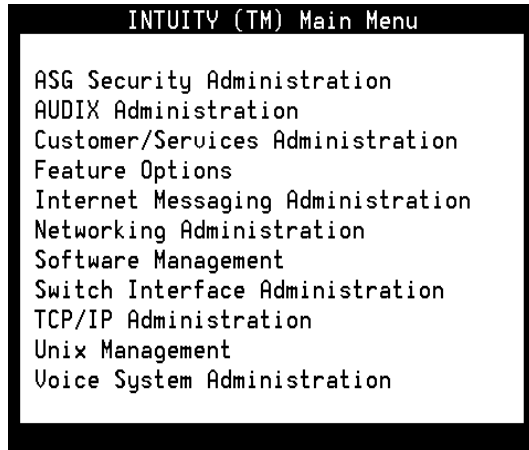 INTUITY (TM) Main Menu
ASG Security Administration
AUDIX Administration
Customer/Services Administration
Feature Options
Internet Messaging Administration
Networking Administration
Software Management
Switch Interface Administration
TCP/IP Administration
Unix Management
Voice System Administration